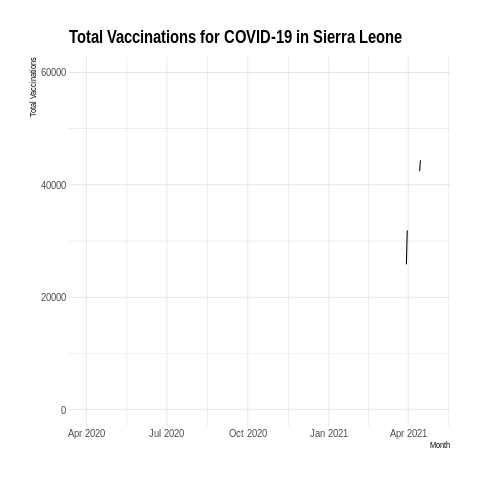 Total Vaccinations for COVID-19 in Sierra Leone
Total Vaccinations
60000
40000
20000
0
Apr 2020 Jul 2020 Oct 2020 Jan 2021 Apr 2021
Month